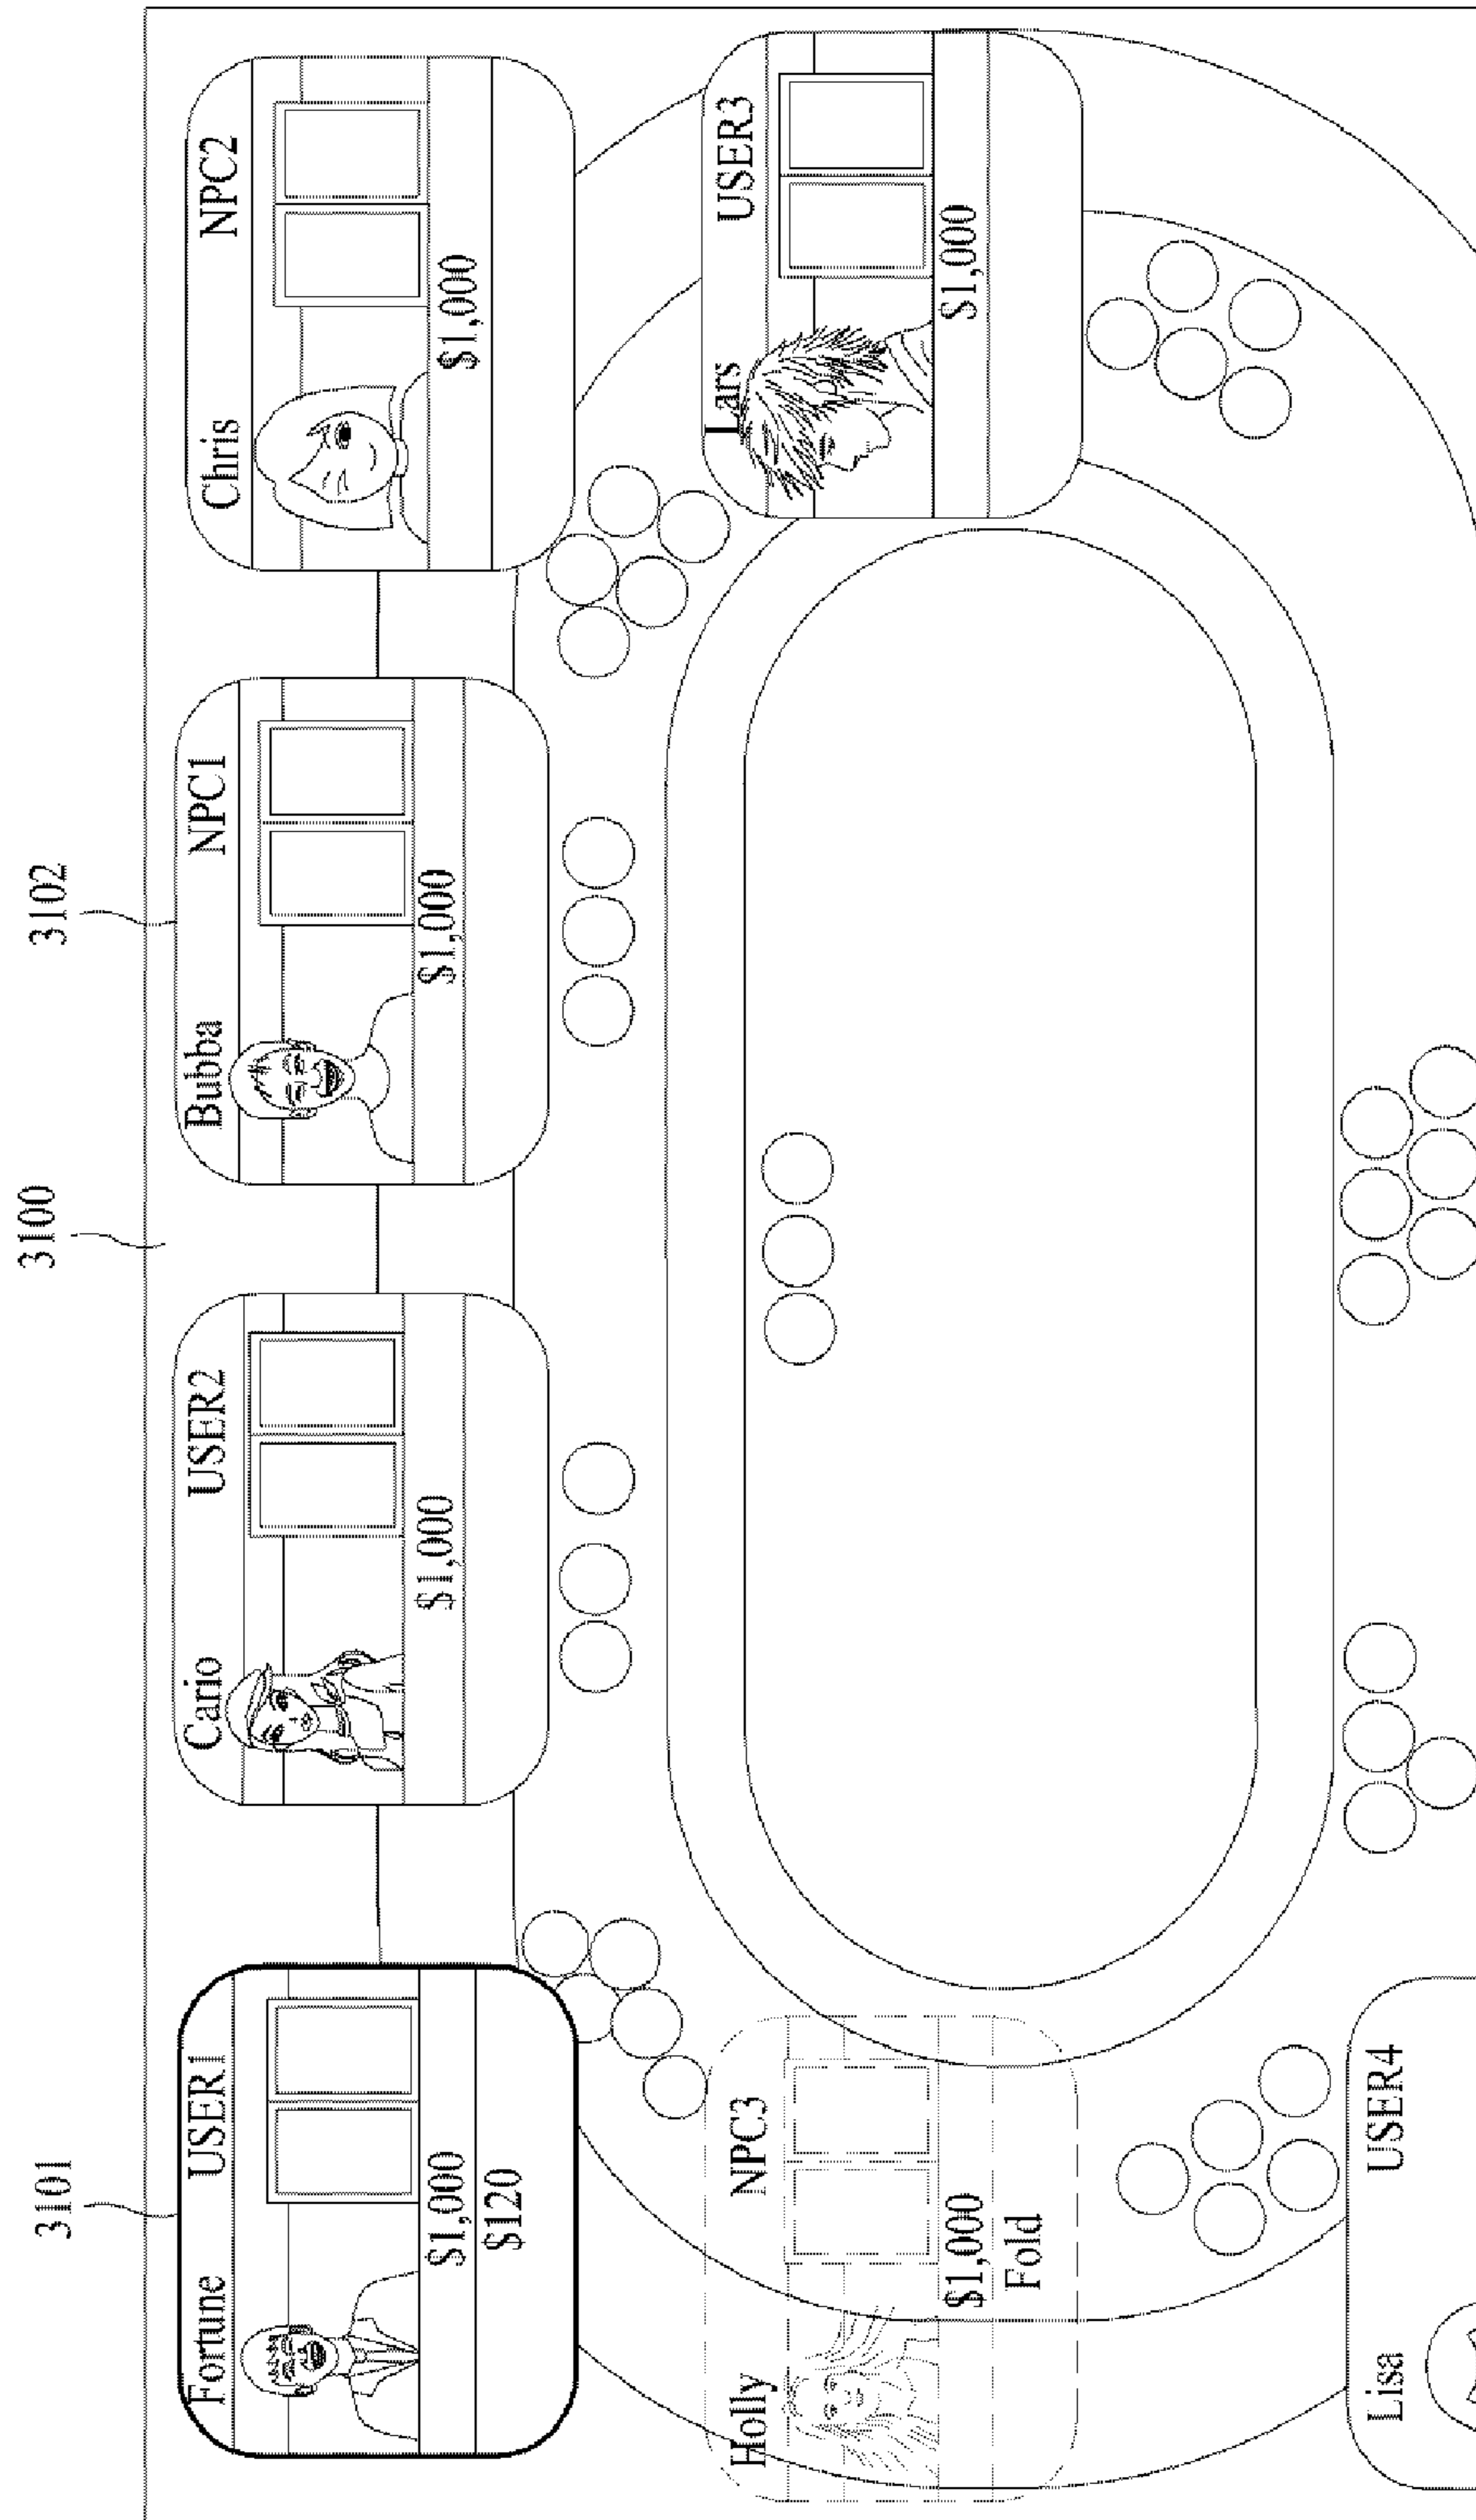 3101
3100
3102
Fortune USER1
$1,000
$120
Cario USER2
$1,000
Bubba NPC1
$1,000
Chris NPC2
$1,000
Holly NPC3
$1,000
Fold
Lars USER3
$1,000
Lisa USER4